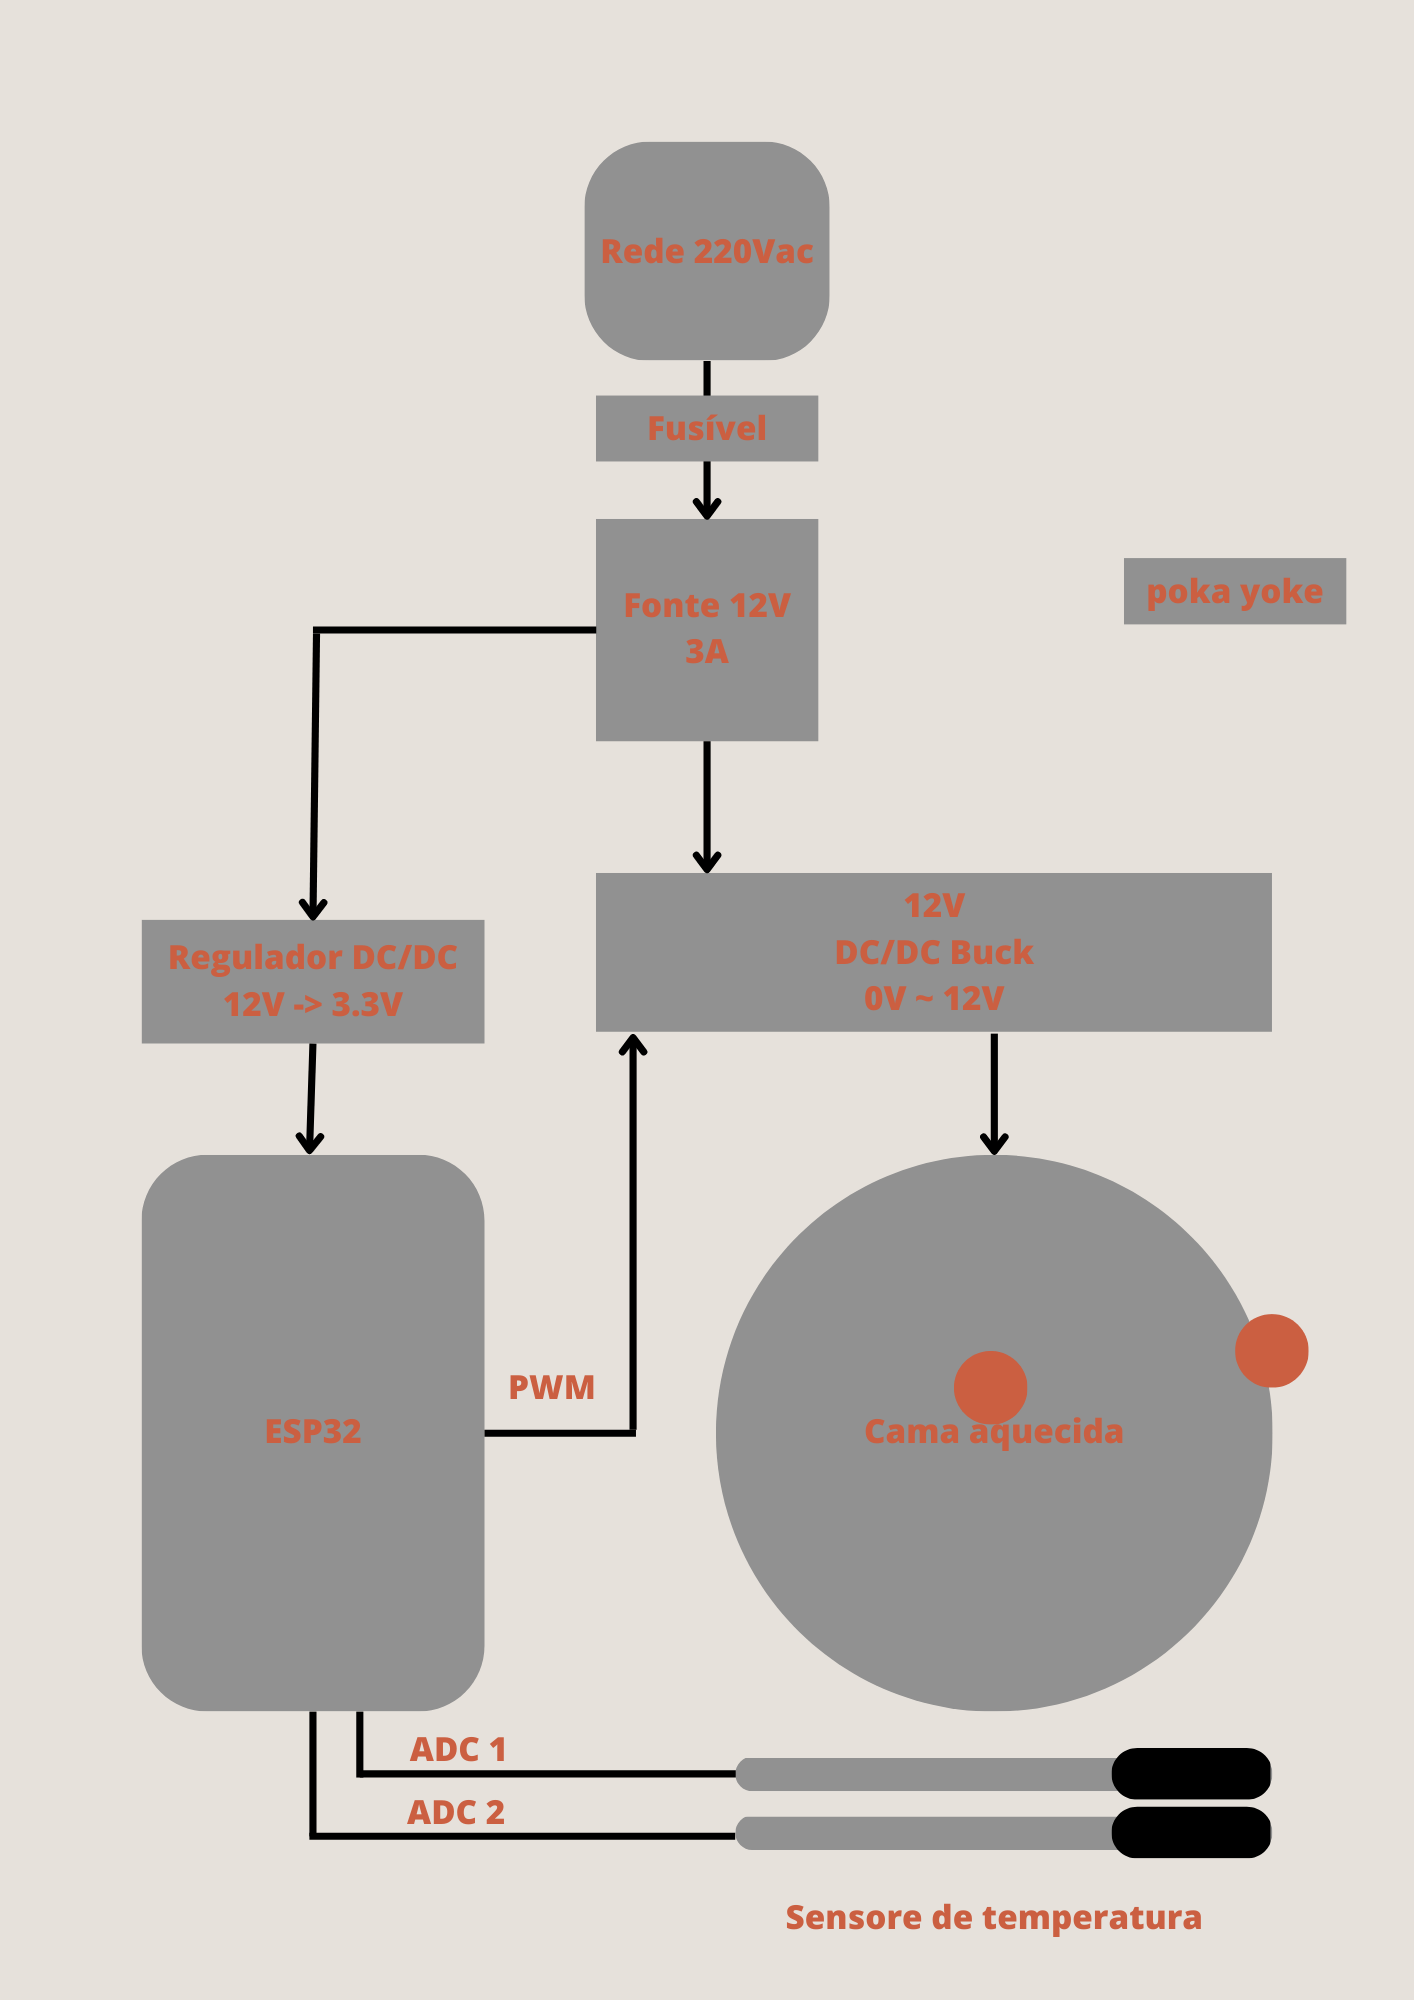 Rede 220Vac
Fusível
Fonte 12V
3A
poka yoke
12V
DC/DC Buck
0V ~ 12V
Regulador DC/DC
12V -> 3.3V
PWM
ESP32
Cama aquecida
ADC 1
ADC 2
Sensore de temperatura